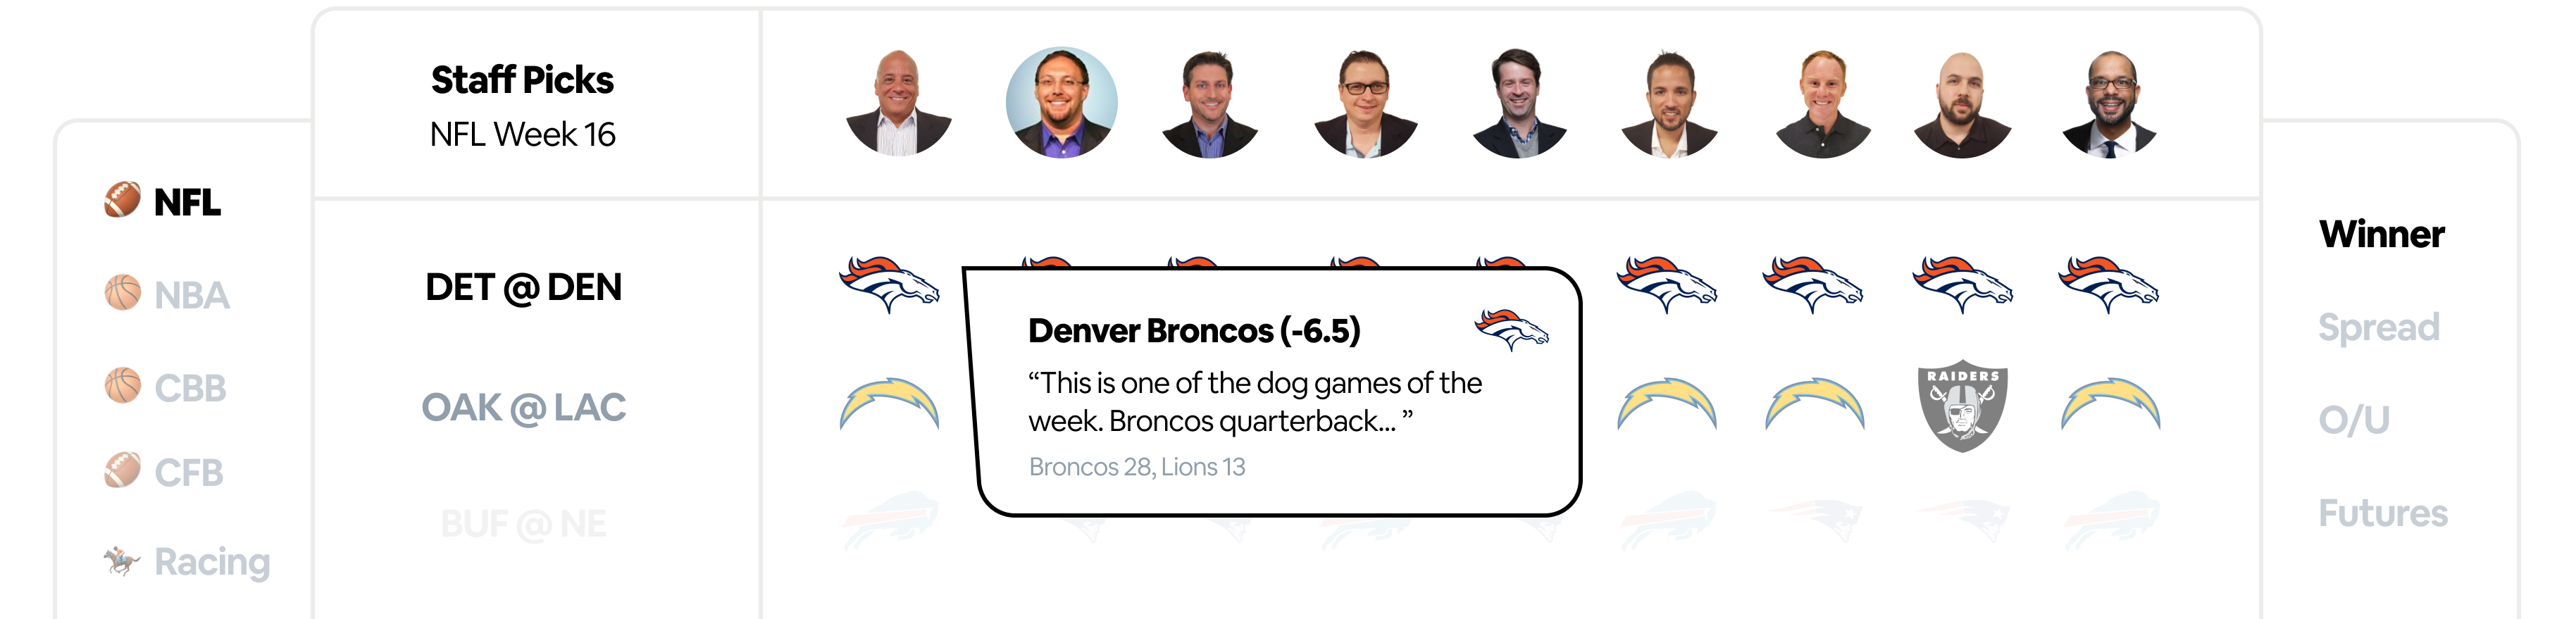 Staff Picks
NFL Week 16
NFL
NBA
CBB
CFB
Racing
DET @ DEN
OAK @ LAC
BUF @ NE
Denver Broncos (-6.5)
“This is one of the dog games of the
week. Broncos quarterback... ”
Broncos 28, Lions 13
RAIDERS
Winner
Spread
O/U
Futures